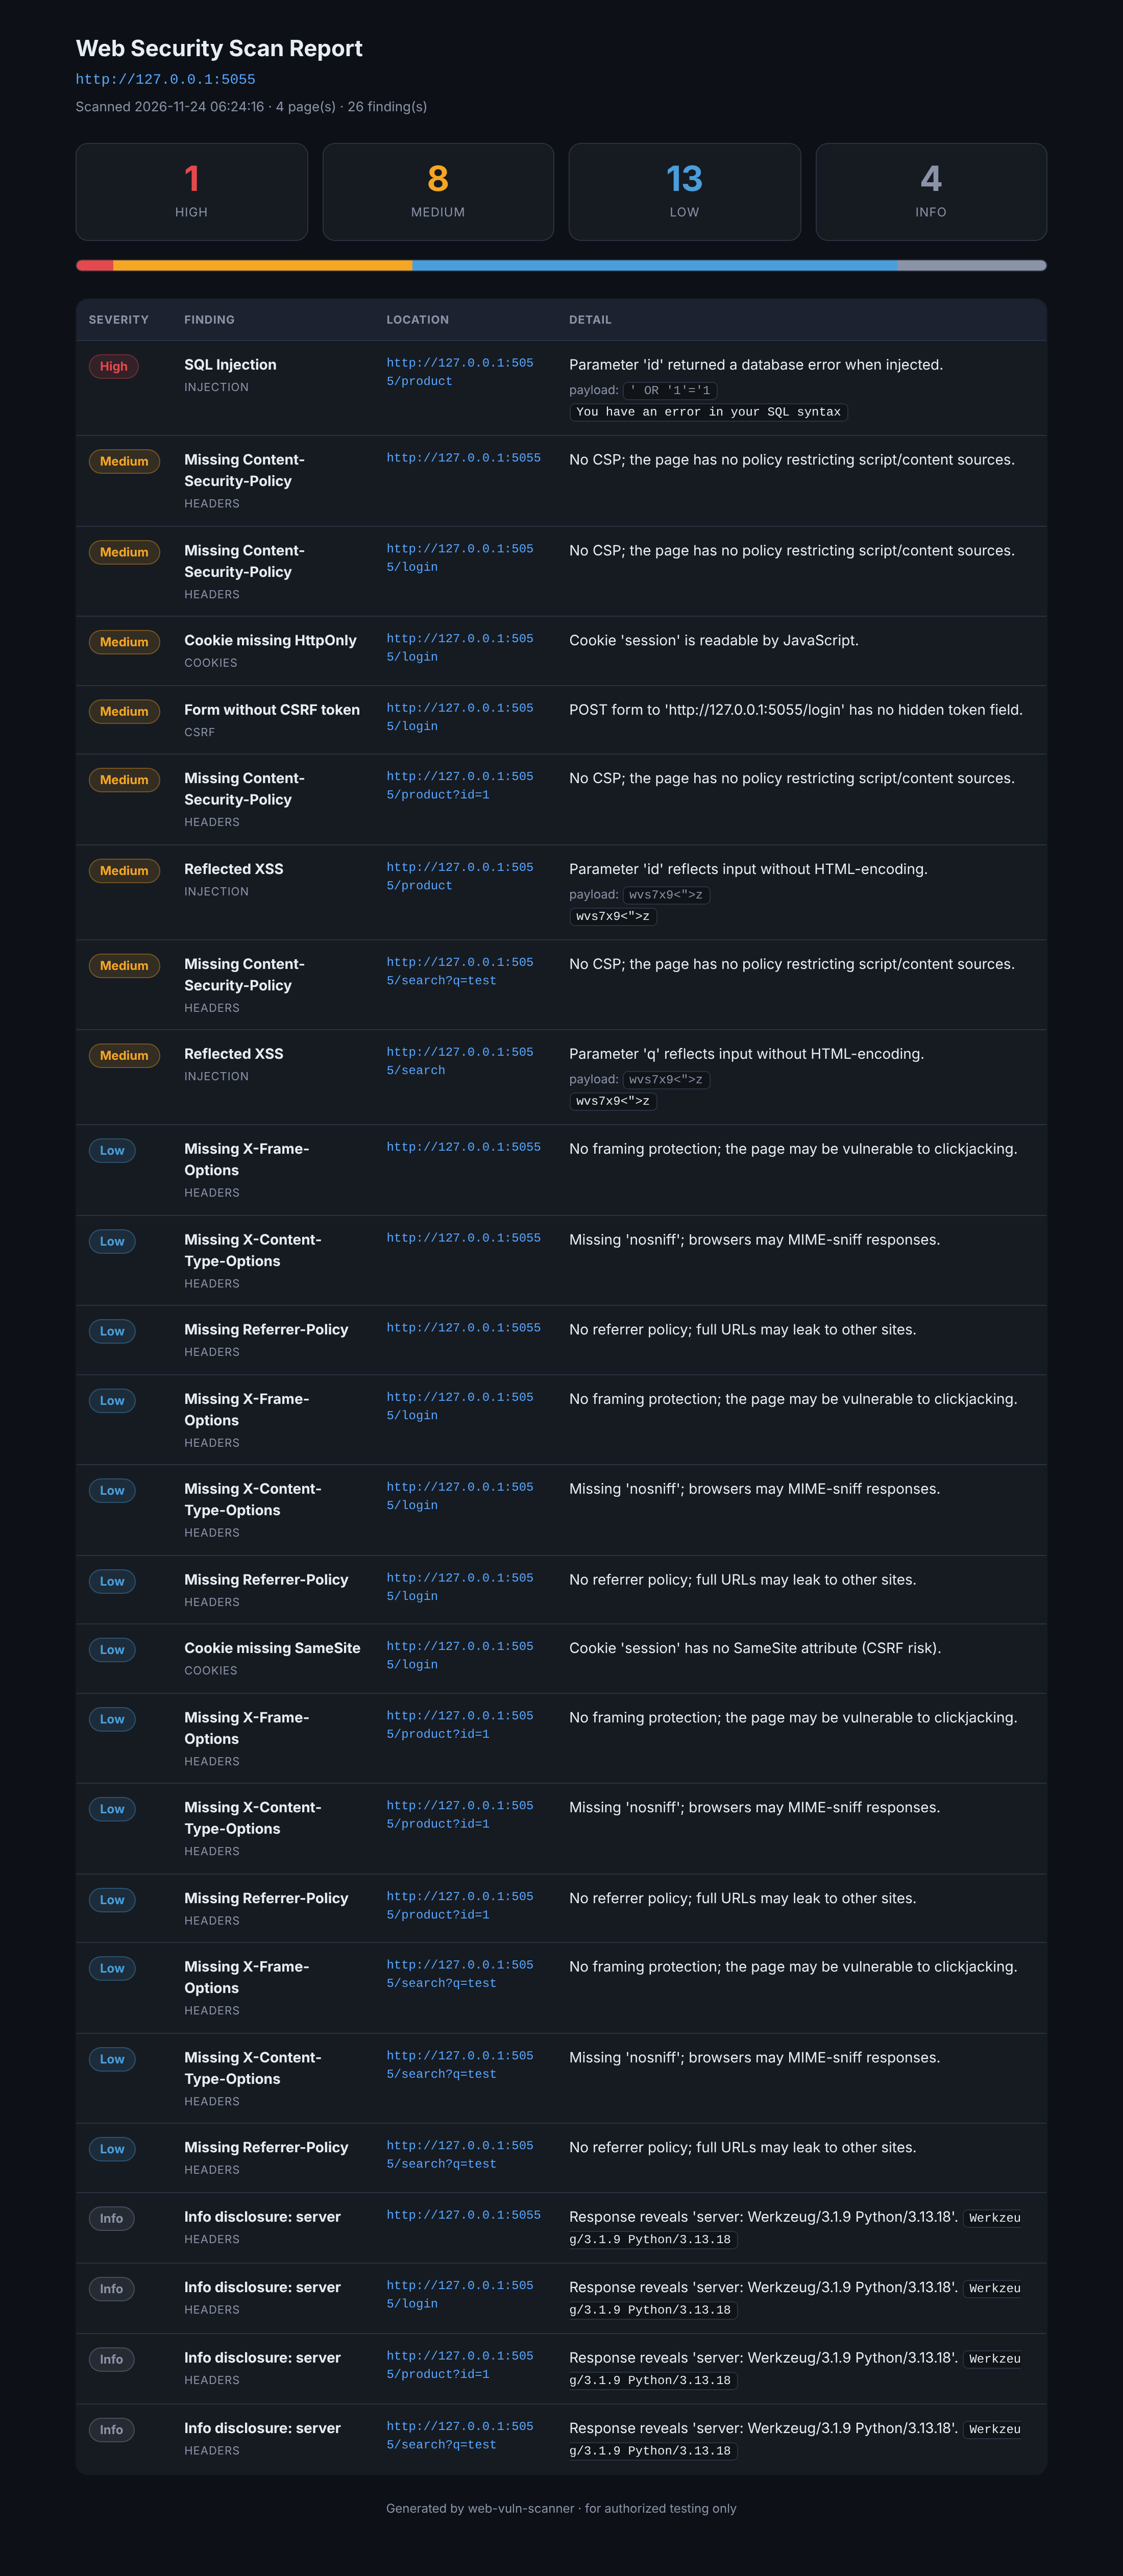 Web Security Scan Report
http://127.0.0.1:5055
Scanned 2026-11-24 06:24:16 · 4 page(s) · 26 finding(s)
1
HIGH
8
MEDIUM
13
LOW
4
INFO
SEVERITY FINDING LOCATION DETAIL
High
SQL Injection
INJECTION
http://127.0.0.1:505
5/product
Parameter 'id' returned a database error when injected.
payload: ' OR '1'='1
You have an error in your SQL syntax
Medium
Missing Content-
Security-Policy
HEADERS
http://127.0.0.1:5055
No CSP; the page has no policy restricting script/content sources.
Medium
Missing Content-
Security-Policy
HEADERS
http://127.0.0.1:505
5/login
No CSP; the page has no policy restricting script/content sources.
Medium
Cookie missing HttpOnly
COOKIES
http://127.0.0.1:505
5/login
Cookie 'session' is readable by JavaScript.
Medium
Form without CSRF token
CSRF
http://127.0.0.1:505
5/login
POST form to 'http://127.0.0.1:5055/login' has no hidden token field.
Medium
Missing Content-
Security-Policy
HEADERS
http://127.0.0.1:505
5/product?id=1
No CSP; the page has no policy restricting script/content sources.
Medium
Reflected XSS
INJECTION
http://127.0.0.1:505
5/product
Parameter 'id' reflects input without HTML-encoding.
payload: wvs7x9<">z
wvs7x9<">z
Medium
Missing Content-
Security-Policy
HEADERS
http://127.0.0.1:505
5/search?q=test
No CSP; the page has no policy restricting script/content sources.
Medium
Reflected XSS
INJECTION
http://127.0.0.1:505
5/search
Parameter 'q' reflects input without HTML-encoding.
payload: wvs7x9<">z
wvs7x9<">z
Low
Missing X-Frame-
Options
HEADERS
http://127.0.0.1:5055
No framing protection; the page may be vulnerable to clickjacking.
Low
Missing X-Content-
Type-Options
HEADERS
http://127.0.0.1:5055
Missing 'nosniff'; browsers may MIME-sniff responses.
Low
Missing Referrer-Policy
HEADERS
http://127.0.0.1:5055
No referrer policy; full URLs may leak to other sites.
Low
Missing X-Frame-
Options
HEADERS
http://127.0.0.1:505
5/login
No framing protection; the page may be vulnerable to clickjacking.
Low
Missing X-Content-
Type-Options
HEADERS
http://127.0.0.1:505
5/login
Missing 'nosniff'; browsers may MIME-sniff responses.
Low
Missing Referrer-Policy
HEADERS
http://127.0.0.1:505
5/login
No referrer policy; full URLs may leak to other sites.
Low
Cookie missing SameSite
COOKIES
http://127.0.0.1:505
5/login
Cookie 'session' has no SameSite attribute (CSRF risk).
Low
Missing X-Frame-
Options
HEADERS
http://127.0.0.1:505
5/product?id=1
No framing protection; the page may be vulnerable to clickjacking.
Low
Missing X-Content-
Type-Options
HEADERS
http://127.0.0.1:505
5/product?id=1
Missing 'nosniff'; browsers may MIME-sniff responses.
Low
Missing Referrer-Policy
HEADERS
http://127.0.0.1:505
5/product?id=1
No referrer policy; full URLs may leak to other sites.
Low
Missing X-Frame-
Options
HEADERS
http://127.0.0.1:505
5/search?q=test
No framing protection; the page may be vulnerable to clickjacking.
Low
Missing X-Content-
Type-Options
HEADERS
http://127.0.0.1:505
5/search?q=test
Missing 'nosniff'; browsers may MIME-sniff responses.
Low
Missing Referrer-Policy
HEADERS
http://127.0.0.1:505
5/search?q=test
No referrer policy; full URLs may leak to other sites.
Info
Info disclosure: server
HEADERS
http://127.0.0.1:5055
Response reveals 'server: Werkzeug/3.1.9 Python/3.13.18'. Werkzeu
g/3.1.9 Python/3.13.18
Info
Info disclosure: server
HEADERS
http://127.0.0.1:505
5/login
Response reveals 'server: Werkzeug/3.1.9 Python/3.13.18'. Werkzeu
g/3.1.9 Python/3.13.18
Info
Info disclosure: server
HEADERS
http://127.0.0.1:505
5/product?id=1
Response reveals 'server: Werkzeug/3.1.9 Python/3.13.18'. Werkzeu
g/3.1.9 Python/3.13.18
Info
Info disclosure: server
HEADERS
http://127.0.0.1:505
5/search?q=test
Response reveals 'server: Werkzeug/3.1.9 Python/3.13.18'. Werkzeu
g/3.1.9 Python/3.13.18
Generated by web-vuln-scanner · for authorized testing only